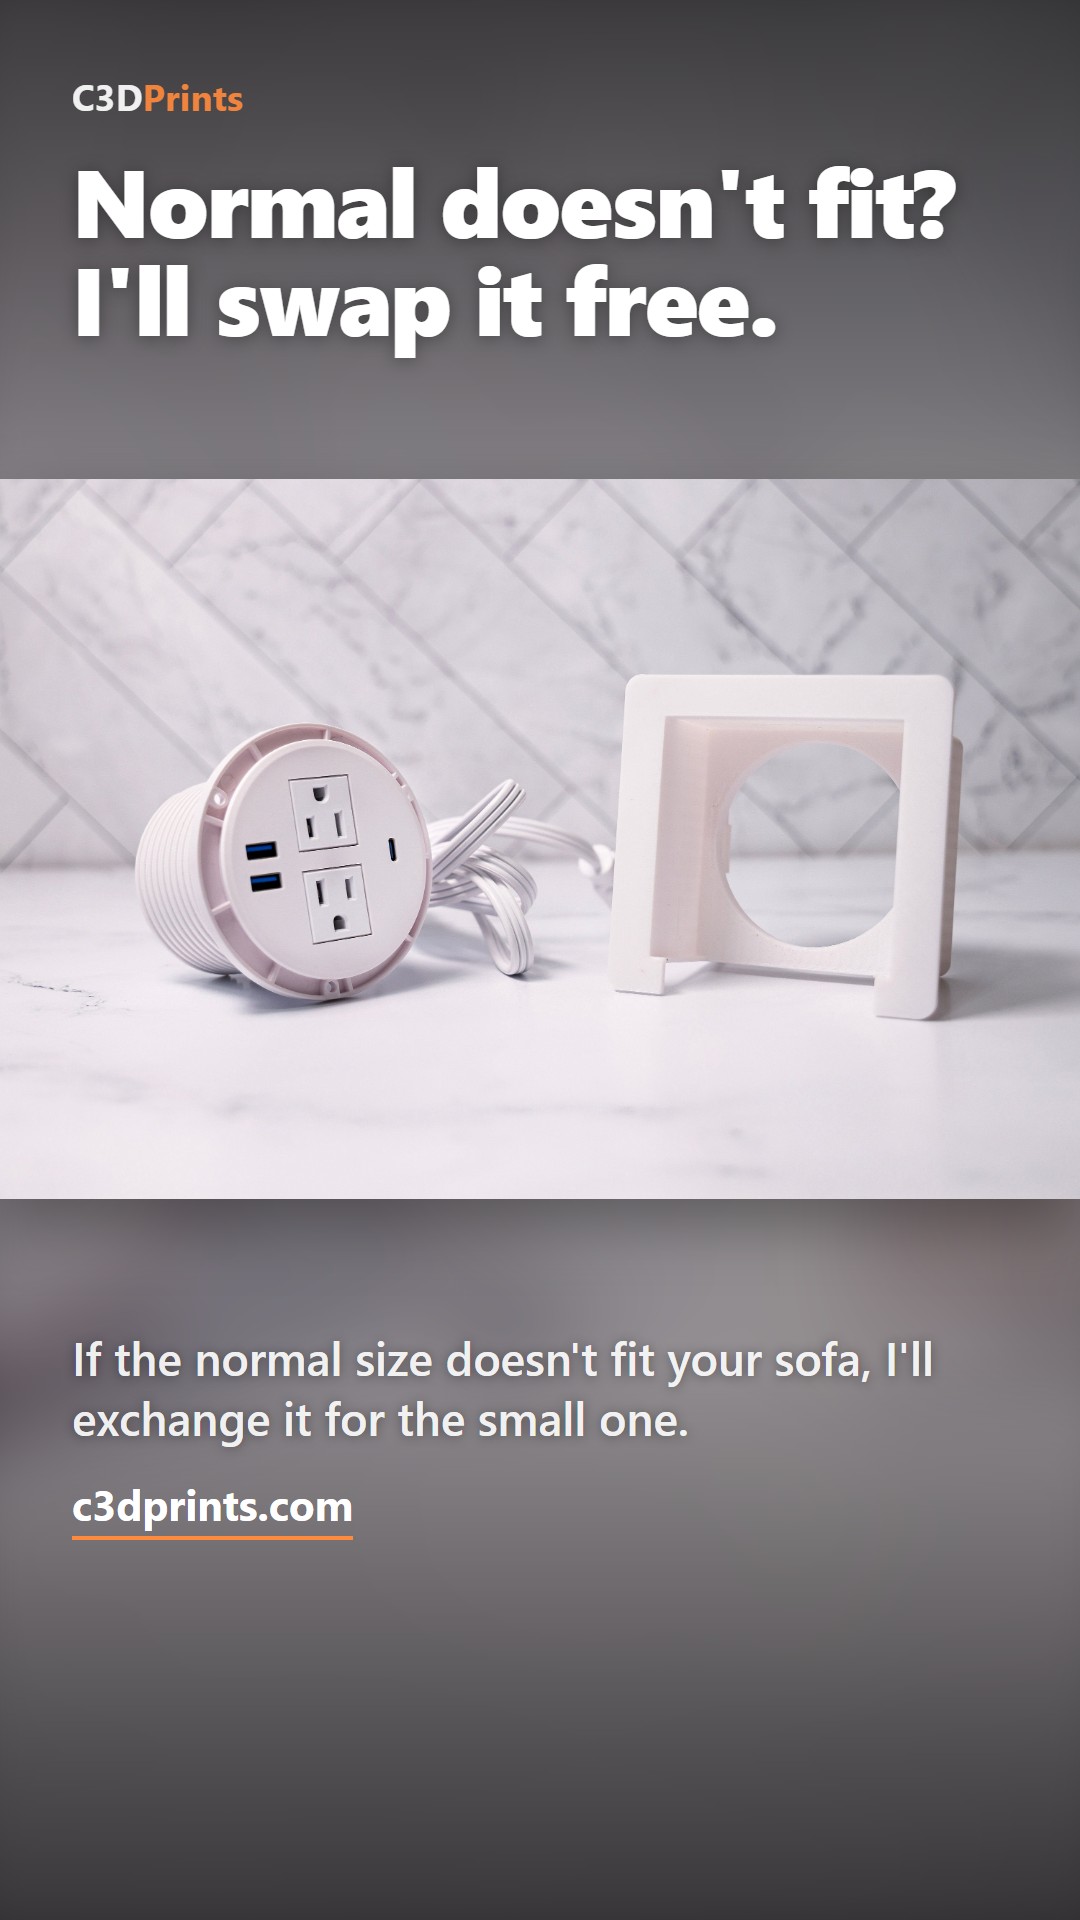 C3DPrints
Normal doesn't fit?
I'll swap it free.
If the normal size doesn't fit your sofa, I'll
exchange it for the small one.
c3dprints.com